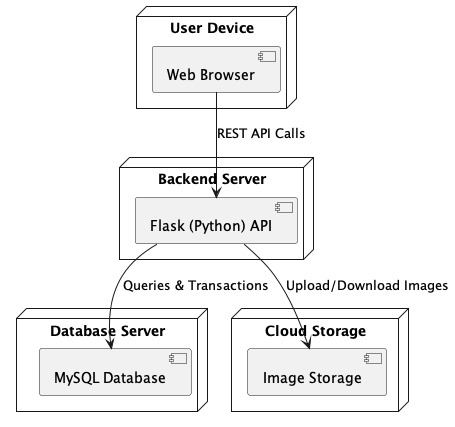 User Device
Web Browser
REST API Calls
Backend Server
Flask (Python) API
Queries & Transactions
Upload/Download Images
Database Server
MySQL Database
Cloud Storage
Image Storage